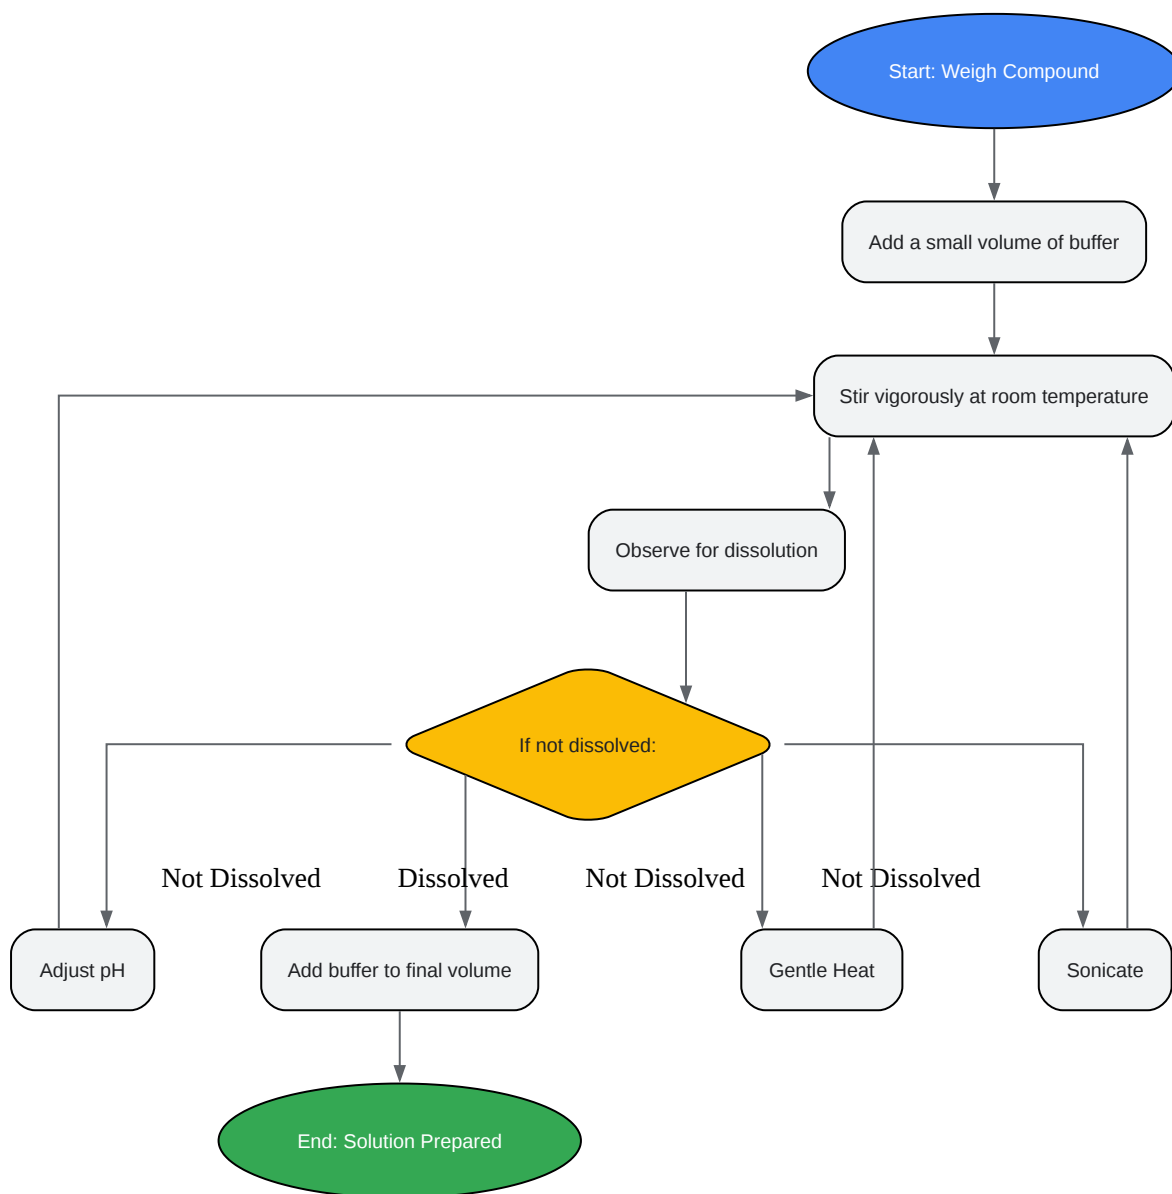 Start: Weigh Compound
Add a small volume of buffer
Stir vigorously at room temperature
Observe for dissolution
If not dissolved:
Not Dissolved
Dissolved
Not Dissolved
Not Dissolved
Adjust pH
Add buffer to final volume
Gentle Heat
Sonicate
End: Solution Prepared